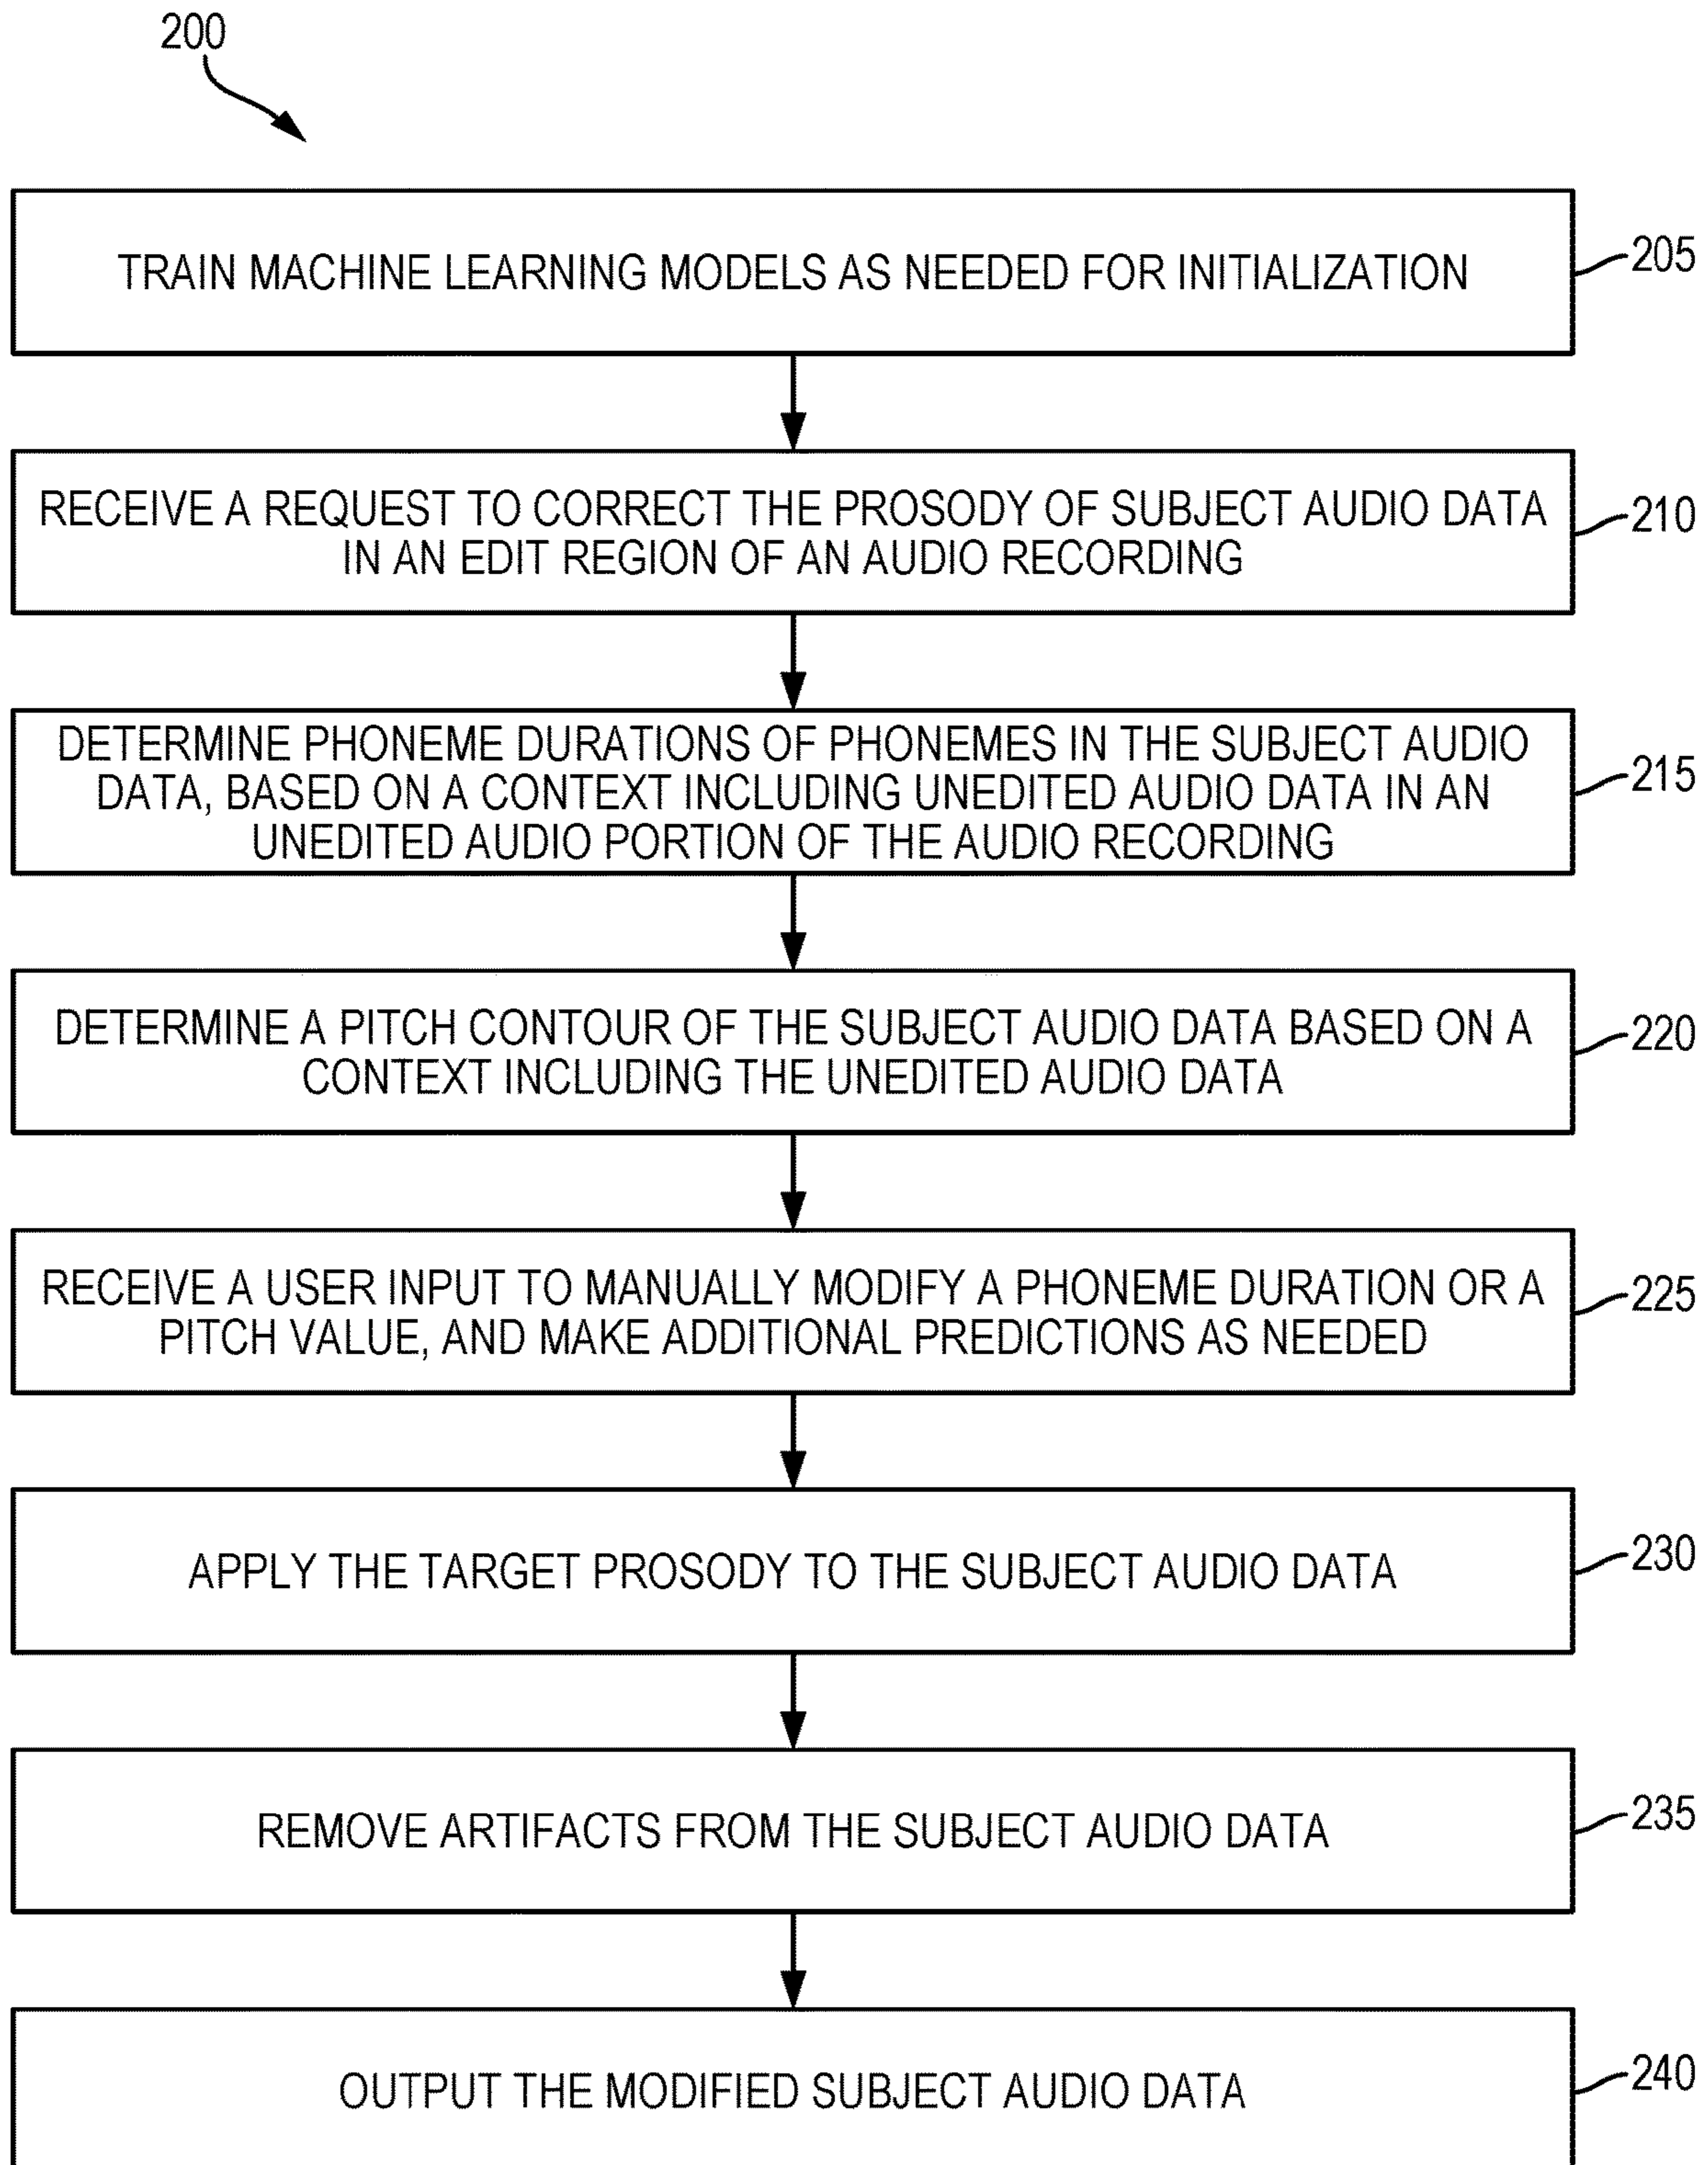 200
TRAIN MACHINE LEARNING MODELS AS NEEDED FOR INITIALIZATION
205
RECEIVE A REQUEST TO CORRECT THE PROSODY OF SUBJECT AUDIO DATA
IN AN EDIT REGION OF AN AUDIO RECORDING
210
DETERMINE PHONEME DURATIONS OF PHONEMES IN THE SUBJECT AUDIO
DATA, BASED ON A CONTEXT INCLUDING UNEDITED AUDIO DATA IN AN
UNEDITED AUDIO PORTION OF THE AUDIO RECORDING
215
DETERMINE A PITCH CONTOUR OF THE SUBJECT AUDIO DATA BASED ON A
CONTEXT INCLUDING THE UNEDITED AUDIO DATA
220
RECEIVE A USER INPUT TO MANUALLY MODIFY A PHONEME DURATION OR A
PITCH VALUE, AND MAKE ADDITIONAL PREDICTIONS AS NEEDED
225
APPLY THE TARGET PROSODY TO THE SUBJECT AUDIO DATA
230
REMOVE ARTIFACTS FROM THE SUBJECT AUDIO DATA
235
OUTPUT THE MODIFIED SUBJECT AUDIO DATA
240